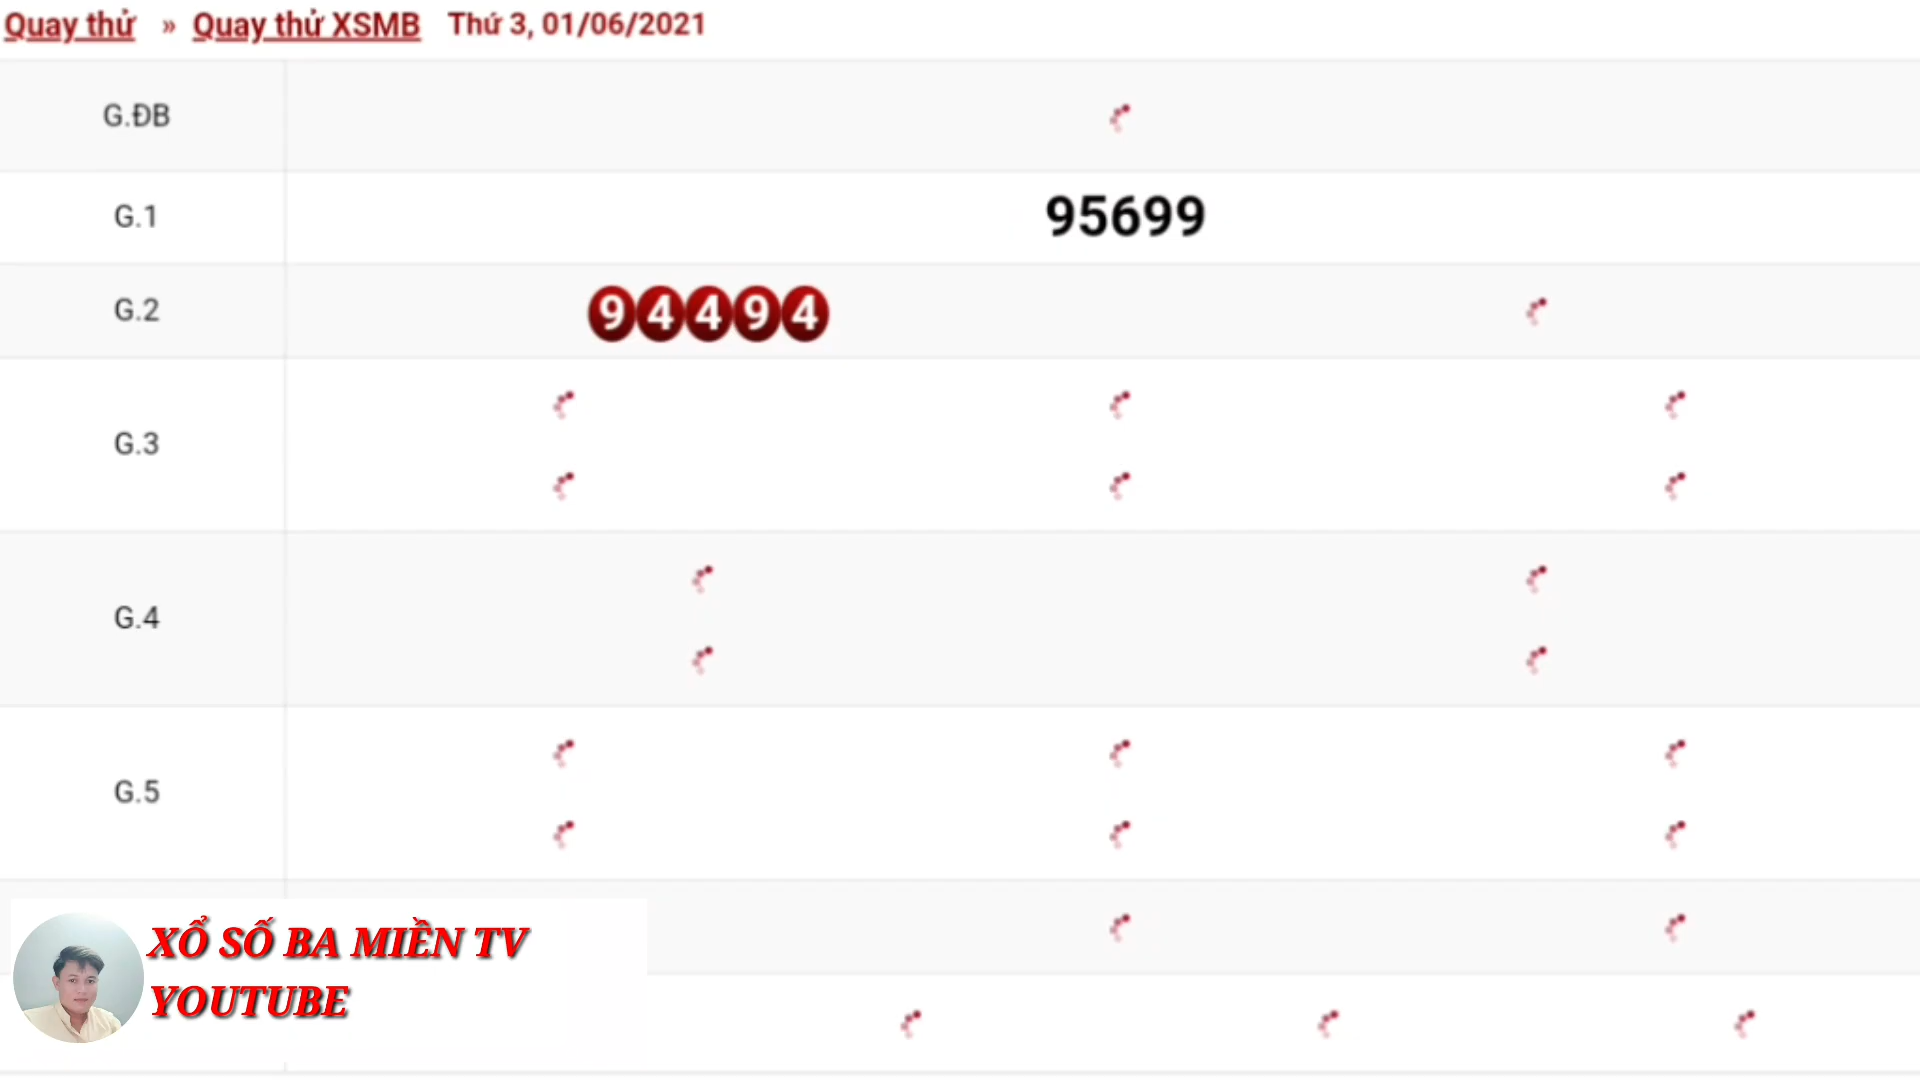 Quay thử » Quay thử XSMB Thứ 3, 01/06/2021
G.ĐB
G.1 95699
G.2 94494
G.3
G.4
G.5
XỔ SỐ BA MIỀN TV
YOUTUBE